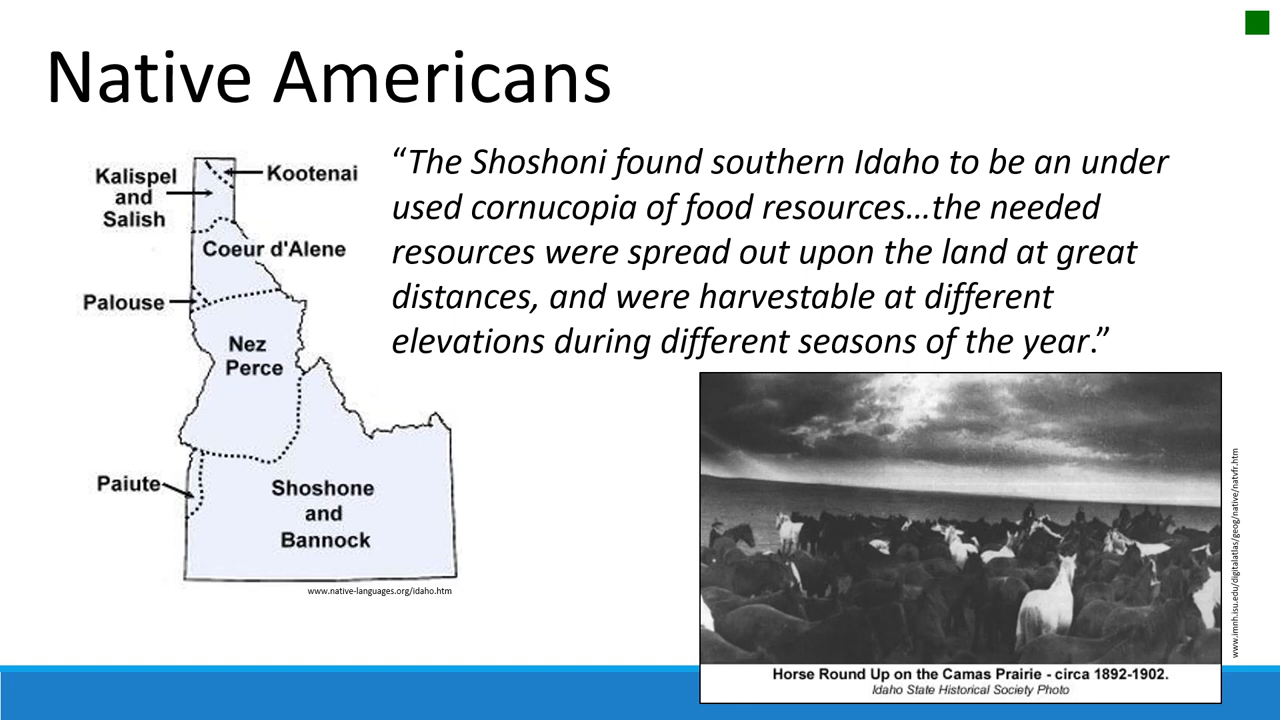 Native Americans
Kalispel
and
Salish
Kootenai
Coeur d'Alene
Palouse
Nez
Perce
Paiute
Shoshone
and
Bannock
www.native-languages.org/idaho.htm
“The Shoshoni found southern Idaho to be an under
used cornucopia of food resources…the needed
resources were spread out upon the land at great
distances, and were harvestable at different
elevations during different seasons of the year.”
Horse Round Up on the Camas Prairie - circa 1892-1902.
Idaho State Historical Society Photo
www.imnh.isu.edu/digitalatlas/geog/native/natvfr.htm